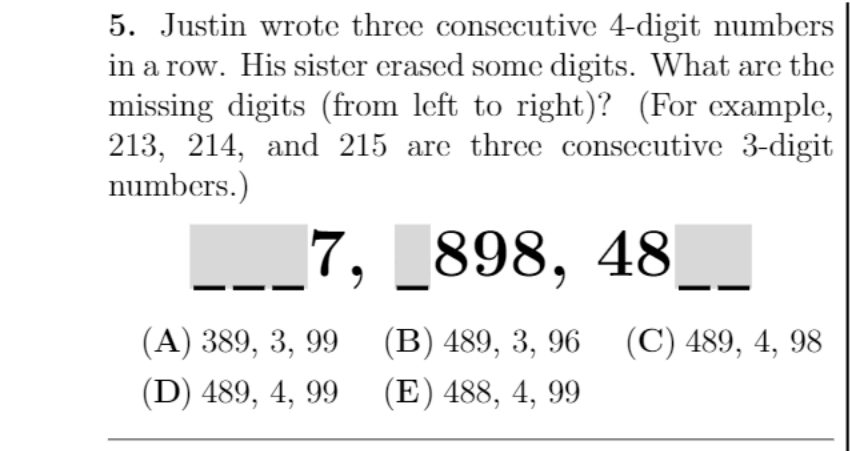 5. Justin wrote three consecutive 4-digit numbers
in a row. His sister erased some digits. What are the
missing digits (from left to right)? (For example,
213, 214, and 215 are three consecutive 3-digit
numbers.)
_ _ _7, _898, 48_ _
(A) 389, 3, 99 (B) 489, 3, 96 (C) 489, 4, 98
(D) 489, 4, 99 (E) 488, 4, 99